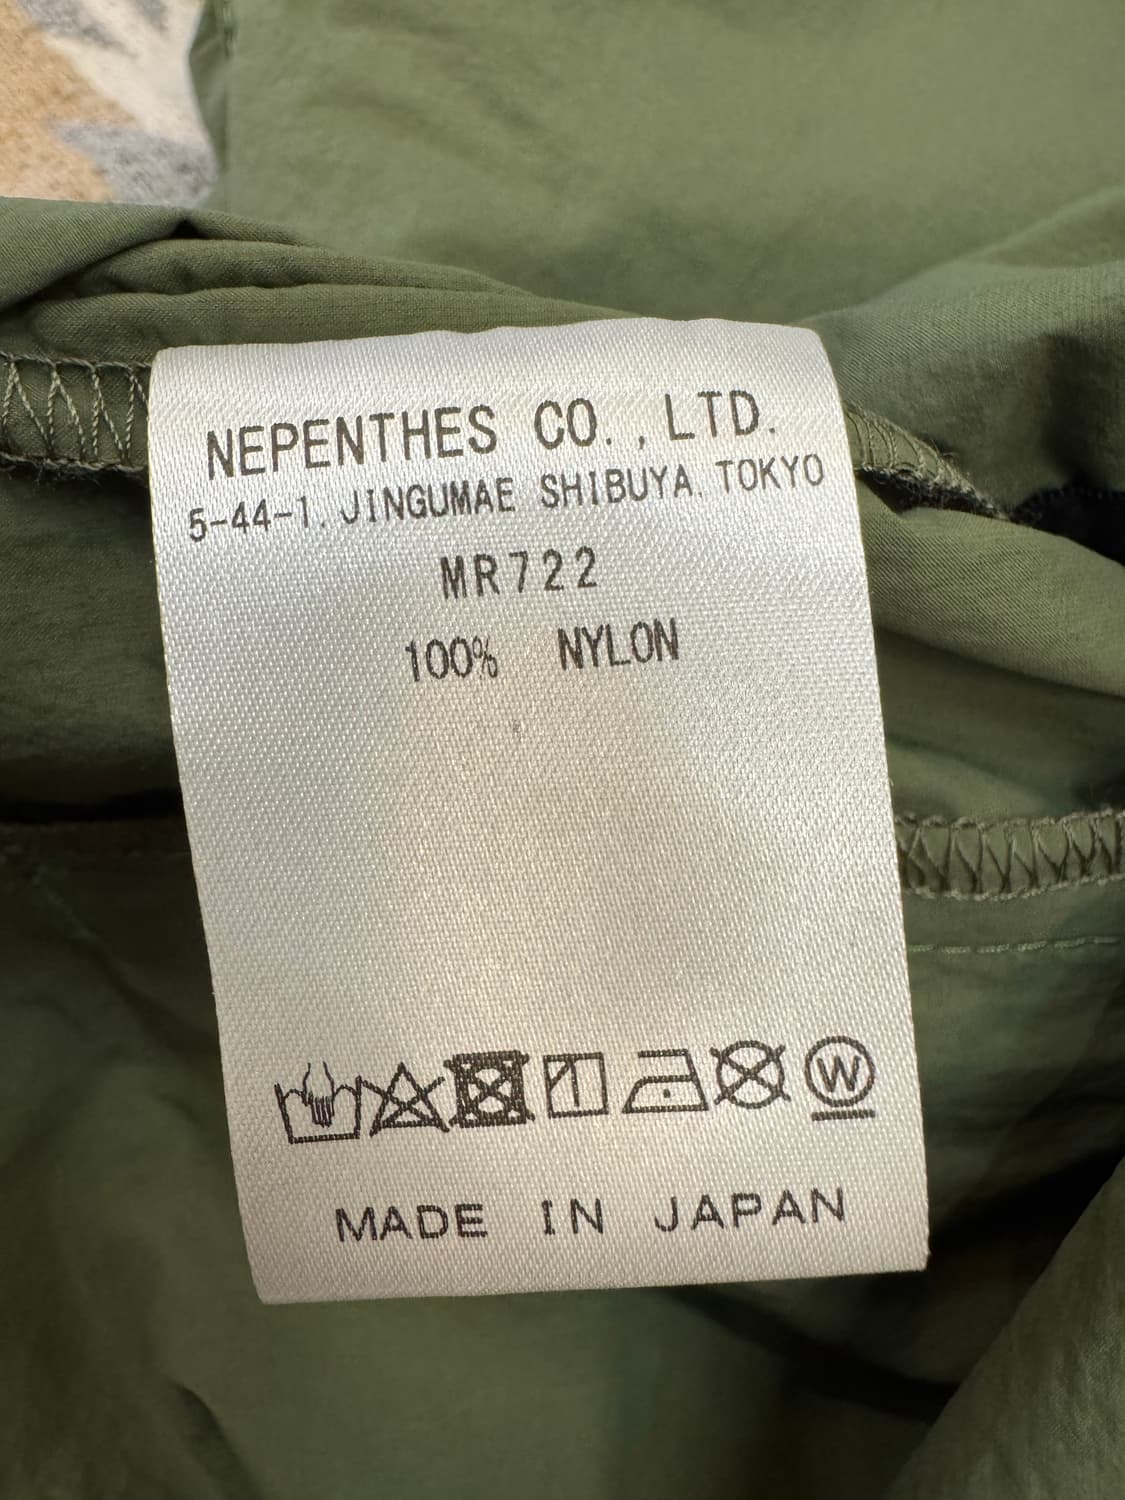 NEPENTHES CO.,LTD.
5-44-1, JINGUMAE SHIBUYA, TOKYO
MR722
100% NYLON
W
MADE IN JAPAN